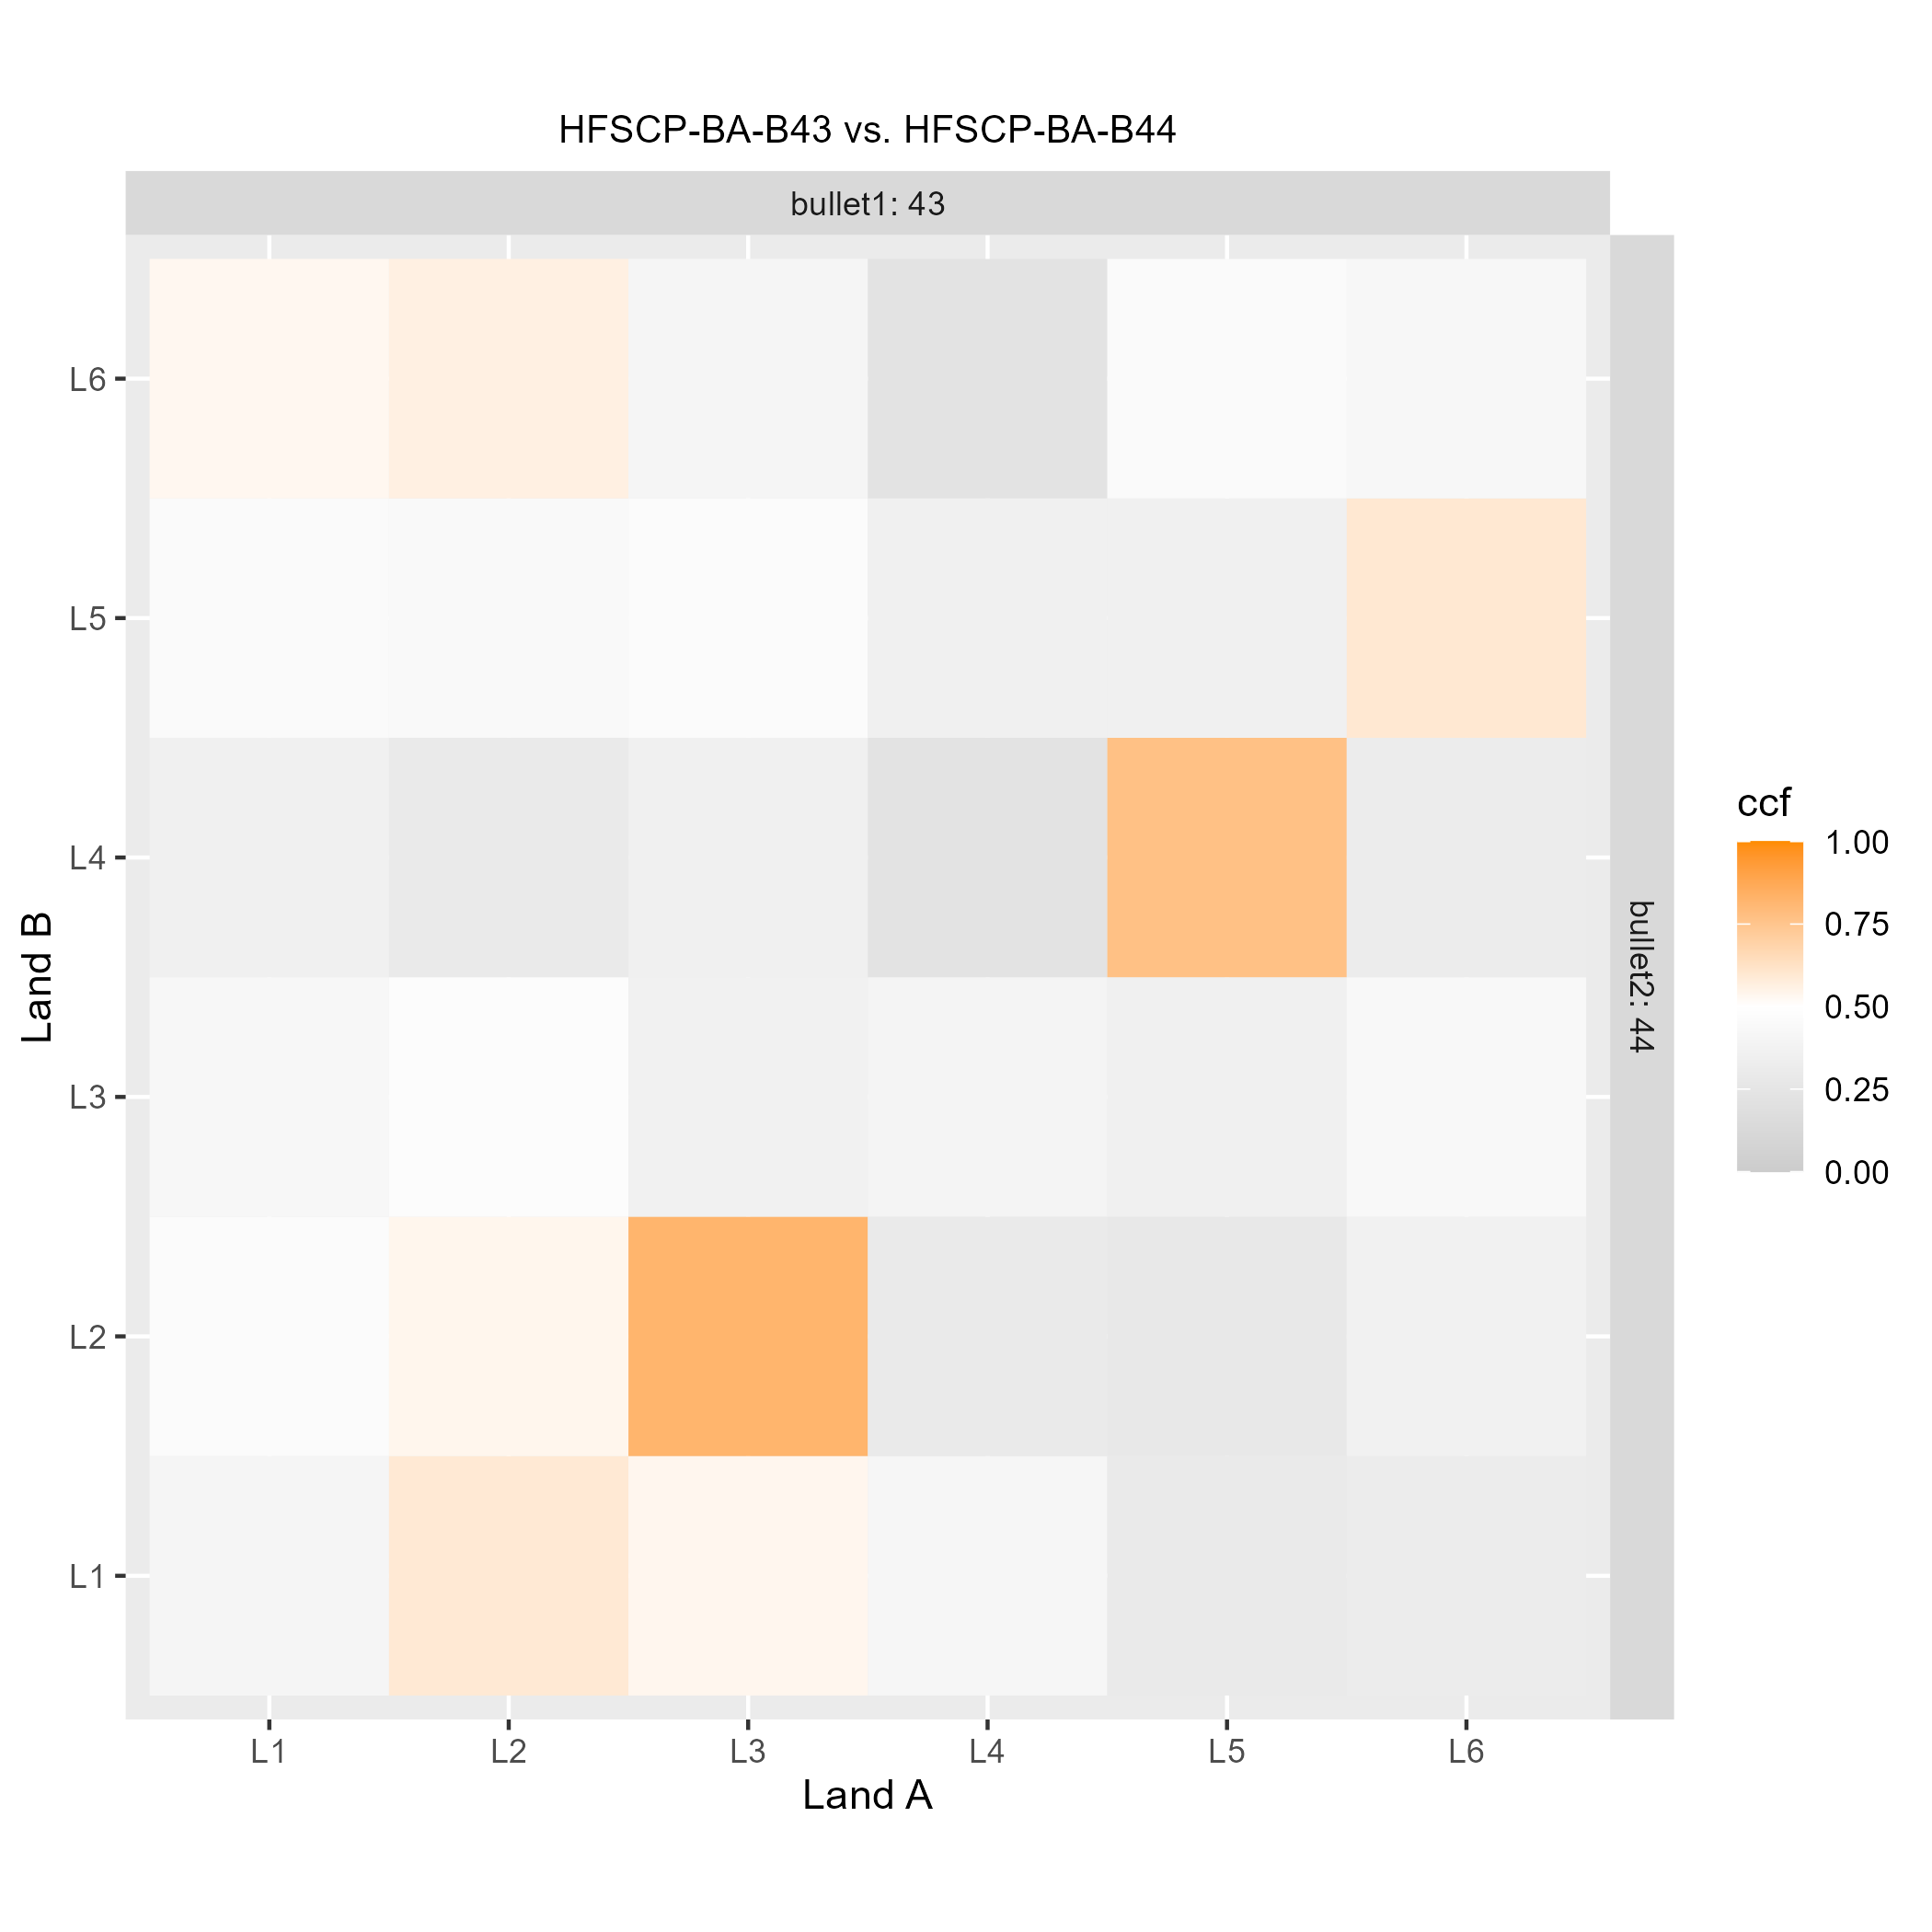 HFSCP-BA-B43 vs. HFSCP-BA-B44
bullet1: 43
L6
L5
L4
L3
L2
L1
Land B
bullet2: 44
ccf
1.00
0.75
0.50
0.25
0.00
L1 L2 L3 L4 L5 L6
Land A